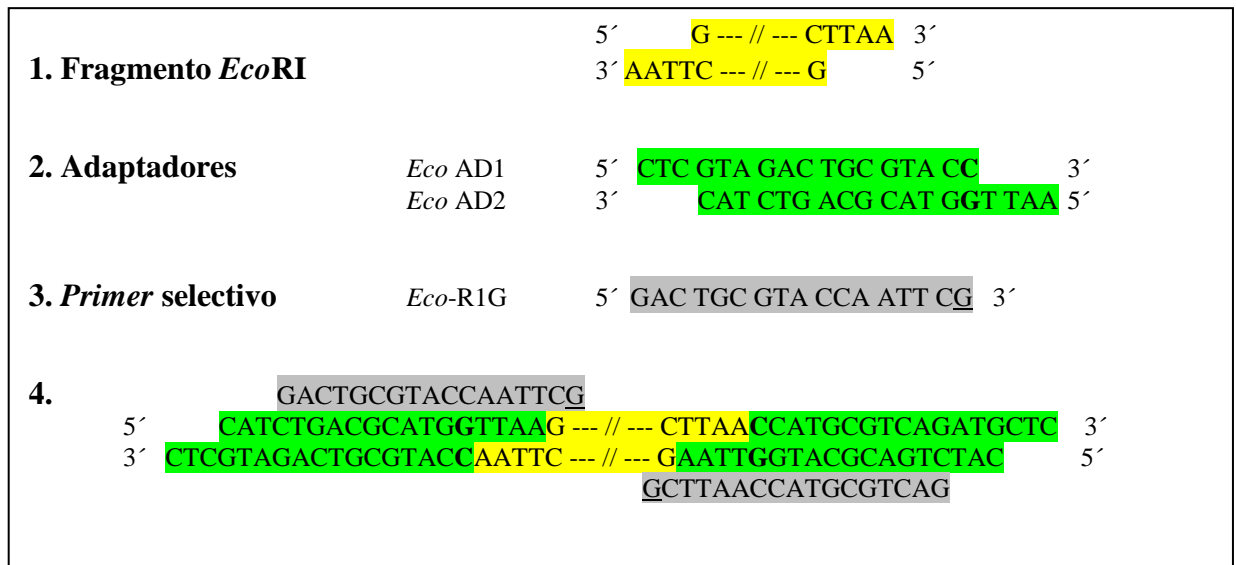 5´ G --- // --- CTTAA 3´
1. Fragmento EcoRI 3´ AATTC --- // --- G 5´
2. Adaptadores Eco AD1 5´ CTC GTA GAC TGC GTA CC 3´
Eco AD2 3´ CAT CTG ACG CAT GGT TAA 5´
3. Primer selectivo Eco-R1G 5´ GAC TGC GTA CCA ATT CG 3´
4. GACTGCGTACCAATTCG
5´ CATCTGACGCATGGTTAAG --- // --- CTTAACCATGCGTCAGATGCTC 3´
3´ CTCGTAGACTGCGTACCAATTC --- // --- GAATTGGTACGCAGTCTAC 5´
GCTTAACCATGCGTCAG